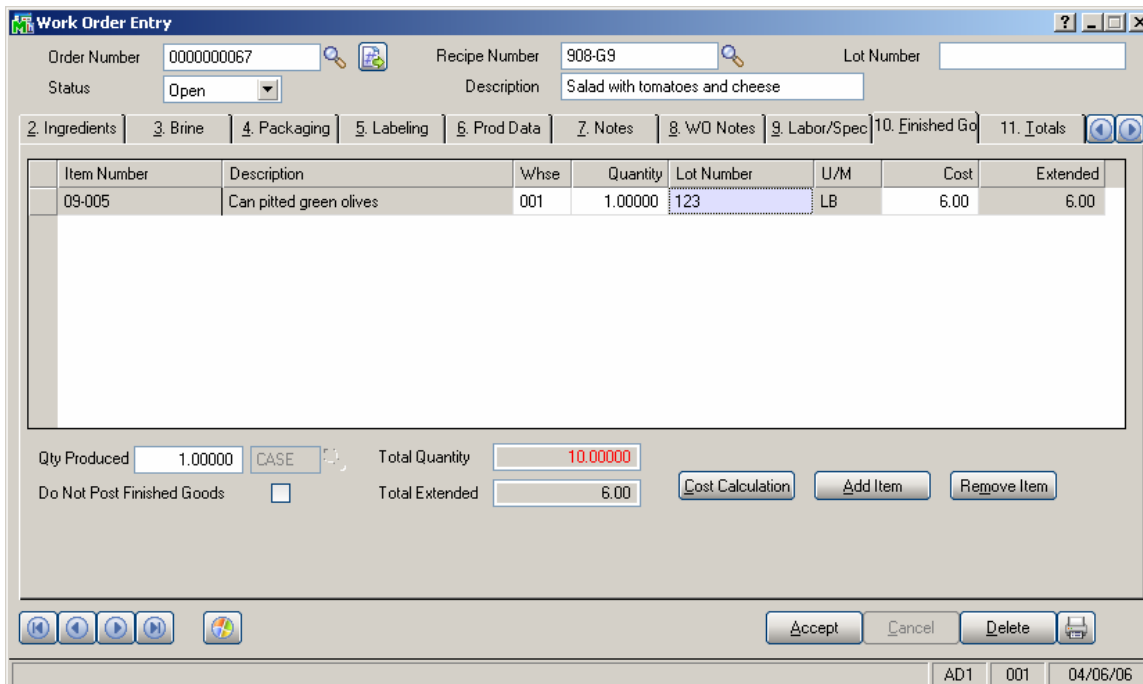 Work Order Entry
Order Number 0000000067 Recipe Number 908-G9 Lot Number
Status Open Description Salad with tomatoes and cheese
2. Ingredients 3. Brine 4. Packaging 5. Labeling 6. Prod Data 7. Notes 8. WO Notes 9. Labor/Spec 10. Finished Go 11. Totals
Item Number Description Whse Quantity Lot Number U/M Cost Extended
09-005 Can pitted green olives 001 1.00000 123 LB 6.00 6.00
Qty Produced 1.00000 CASE Total Quantity 10.00000
Do Not Post Finished Goods Total Extended 6.00 Cost Calculation Add Item Remove Item
Accept Cancel Delete
AD1 001 04/06/06